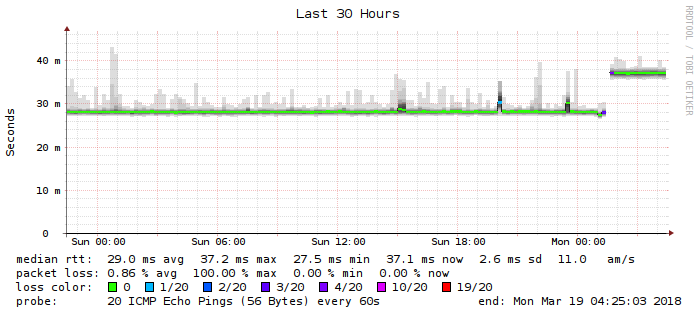 Last 30 Hours
RRDTOOL / TOBI OETIKER
Seconds
40 m
30 m
20 m
10 m
0
Sun 00:00 Sun 06:00 Sun 12:00 Sun 18:00 Mon 00:00
median rtt: 29.0 ms avg 37.2 ms max 27.5 ms min 37.1 ms now 2.6 ms sd 11.0 am/s
packet loss: 0.86 % avg 100.00 % max 0.00 % min 0.00 % now
loss color: 0 1/20 2/20 3/20 4/20 10/20 19/20
probe: 20 ICMP Echo Pings (56 Bytes) every 60s end: Mon Mar 19 04:25:03 2018